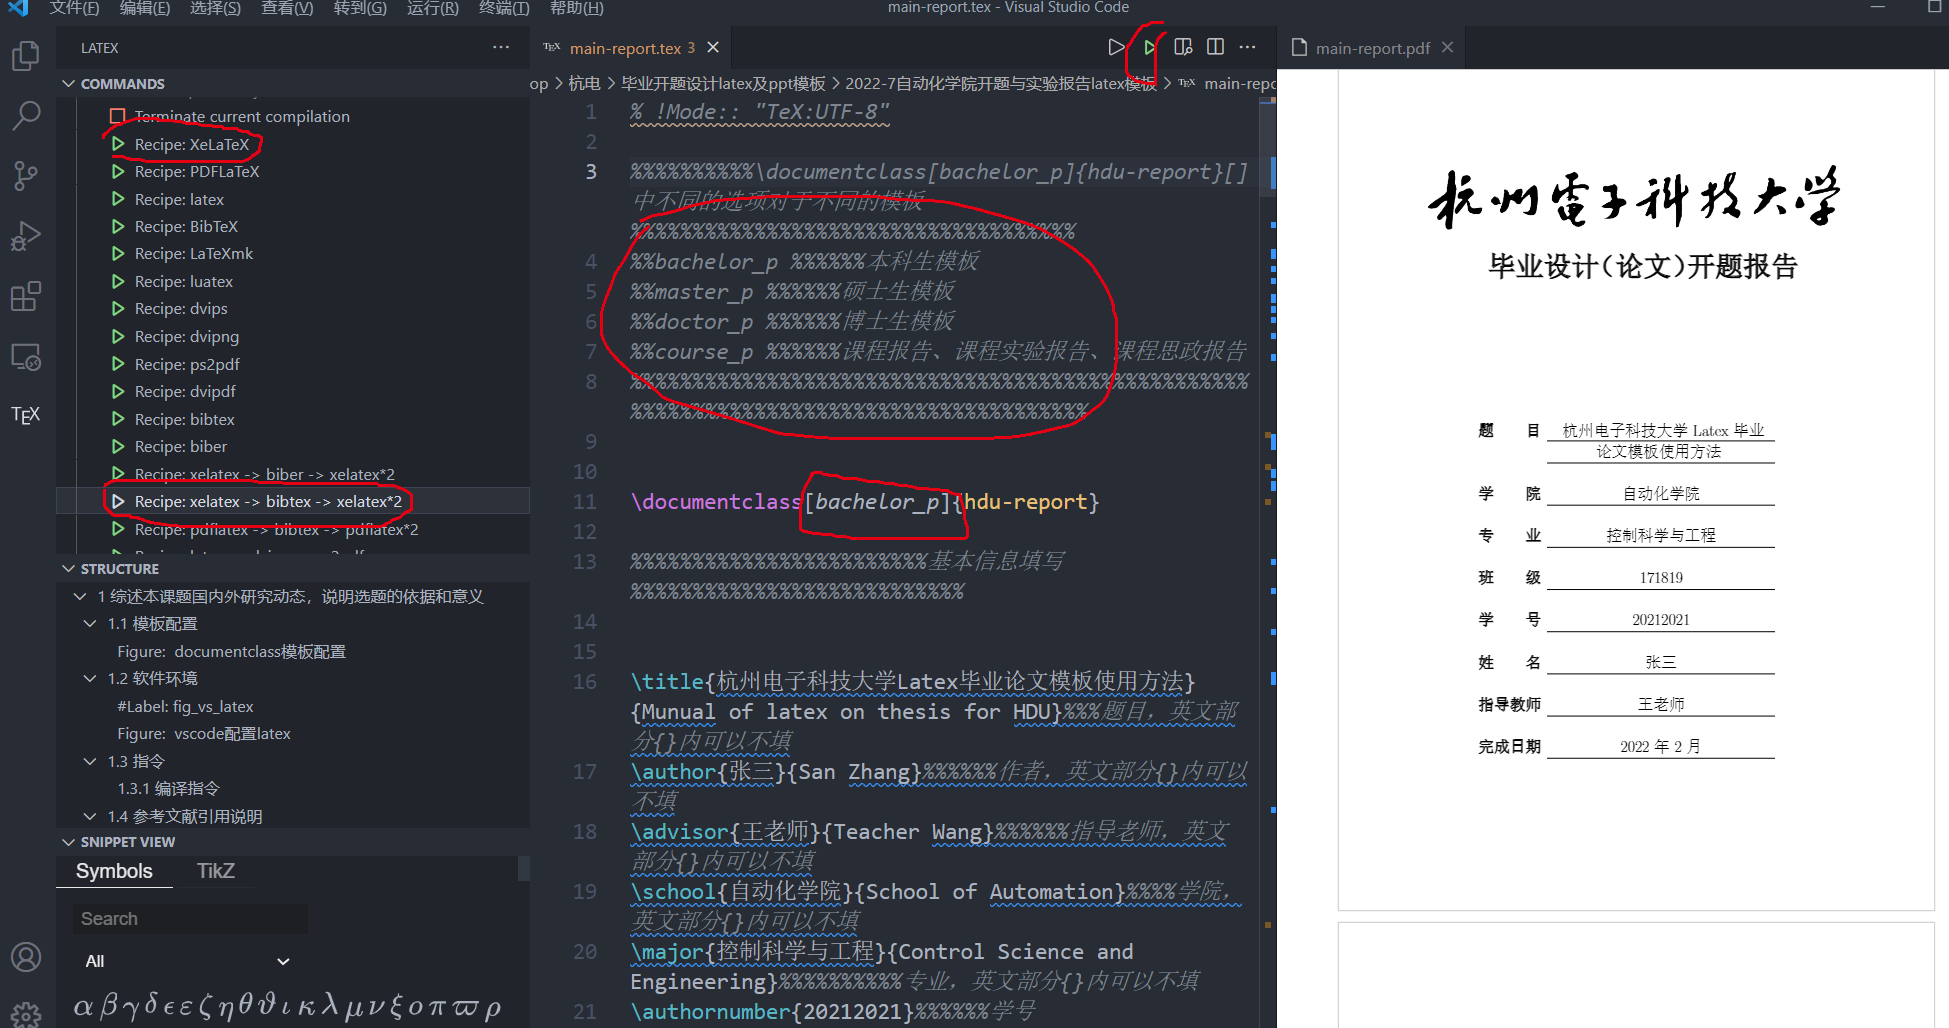 文件(F) 编辑(E) 选择(S) 查看(V) 转到(G) 运行(R) 终端(T) 帮助(H) main-report.tex - Visual Studio Code
LATEX
COMMANDS
Terminate current compilation
Recipe: XeLaTeX
Recipe: PDFLaTeX
Recipe: latex
Recipe: BibTeX
Recipe: LaTeXmk
Recipe: luatex
Recipe: dvips
Recipe: dvipng
Recipe: ps2pdf
Recipe: dvipdf
Recipe: bibtex
Recipe: biber
Recipe: xelatex -> biber -> xelatex*2
Recipe: xelatex -> bibtex -> xelatex*2
Recipe: pdflatex -> bibtex -> pdflatex*2
STRUCTURE
1 综述本课题国内外研究动态，说明选题的依据和意义
1.1 模板配置
Figure: documentclass模板配置
1.2 软件环境
#Label: fig_vs_latex
Figure: vscode配置latex
1.3 指令
1.3.1 编译指令
1.4 参考文献引用说明
SNIPPET VIEW
Symbols TikZ
Search
All
α β γ δ ϵ ε ζ η θ ϑ ι κ λ μ ν ξ ο π ϖ ρ
TEX
TEX main-report.tex 3
op > 杭电 > 毕业开题设计latex及ppt模板 > 2022-7自动化学院开题与实验报告latex模板 > TEX main-repo
1 % !Mode:: "TeX:UTF-8"
2
3 %%%%%%%%%%\documentclass[bachelor_p]{hdu-report}[]
中不同的选项对于不同的模板
%%%%%%%%%%%%%%%%%%%%%%%%%%%%%%%%%%%%
4 %%bachelor_p %%%%%%本科生模板
5 %%master_p %%%%%%硕士生模板
6 %%doctor_p %%%%%%博士生模板
7 %%course_p %%%%%%课程报告、课程实验报告、课程思政报告
8 %%%%%%%%%%%%%%%%%%%%%%%%%%%%%%%%%%%%%%%%%%%%%%%%%%
%%%%%%%%%%%%%%%%%%%%%%%%%%%%%%%%%%%%%
9
10
11 \documentclass[bachelor_p]{hdu-report}
12
13 %%%%%%%%%%%%%%%%%%%%%%%%基本信息填写
%%%%%%%%%%%%%%%%%%%%%%%%%%%
14
15
16 \title{杭州电子科技大学Latex毕业论文模板使用方法}
{Munual of latex on thesis for HDU}%%%题目，英文部
分{}内可以不填
17 \author{张三}{San Zhang}%%%%%%作者，英文部分{}内可以
不填
18 \advisor{王老师}{Teacher Wang}%%%%%%指导老师，英文
部分{}内可以不填
19 \school{自动化学院}{School of Automation}%%%%学院，
英文部分{}内可以不填
20 \major{控制科学与工程}{Control Science and
Engineering}%%%%%%%%%%专业，英文部分{}内可以不填
21 \authornumber{20212021}%%%%%%学号
main-report.pdf
杭州電子科技大学
毕业设计（论文）开题报告
题 目 杭州电子科技大学 Latex 毕业
论文模板使用方法
学 院 自动化学院
专 业 控制科学与工程
班 级 171819
学 号 20212021
姓 名 张三
指导教师 王老师
完成日期 2022 年 2 月